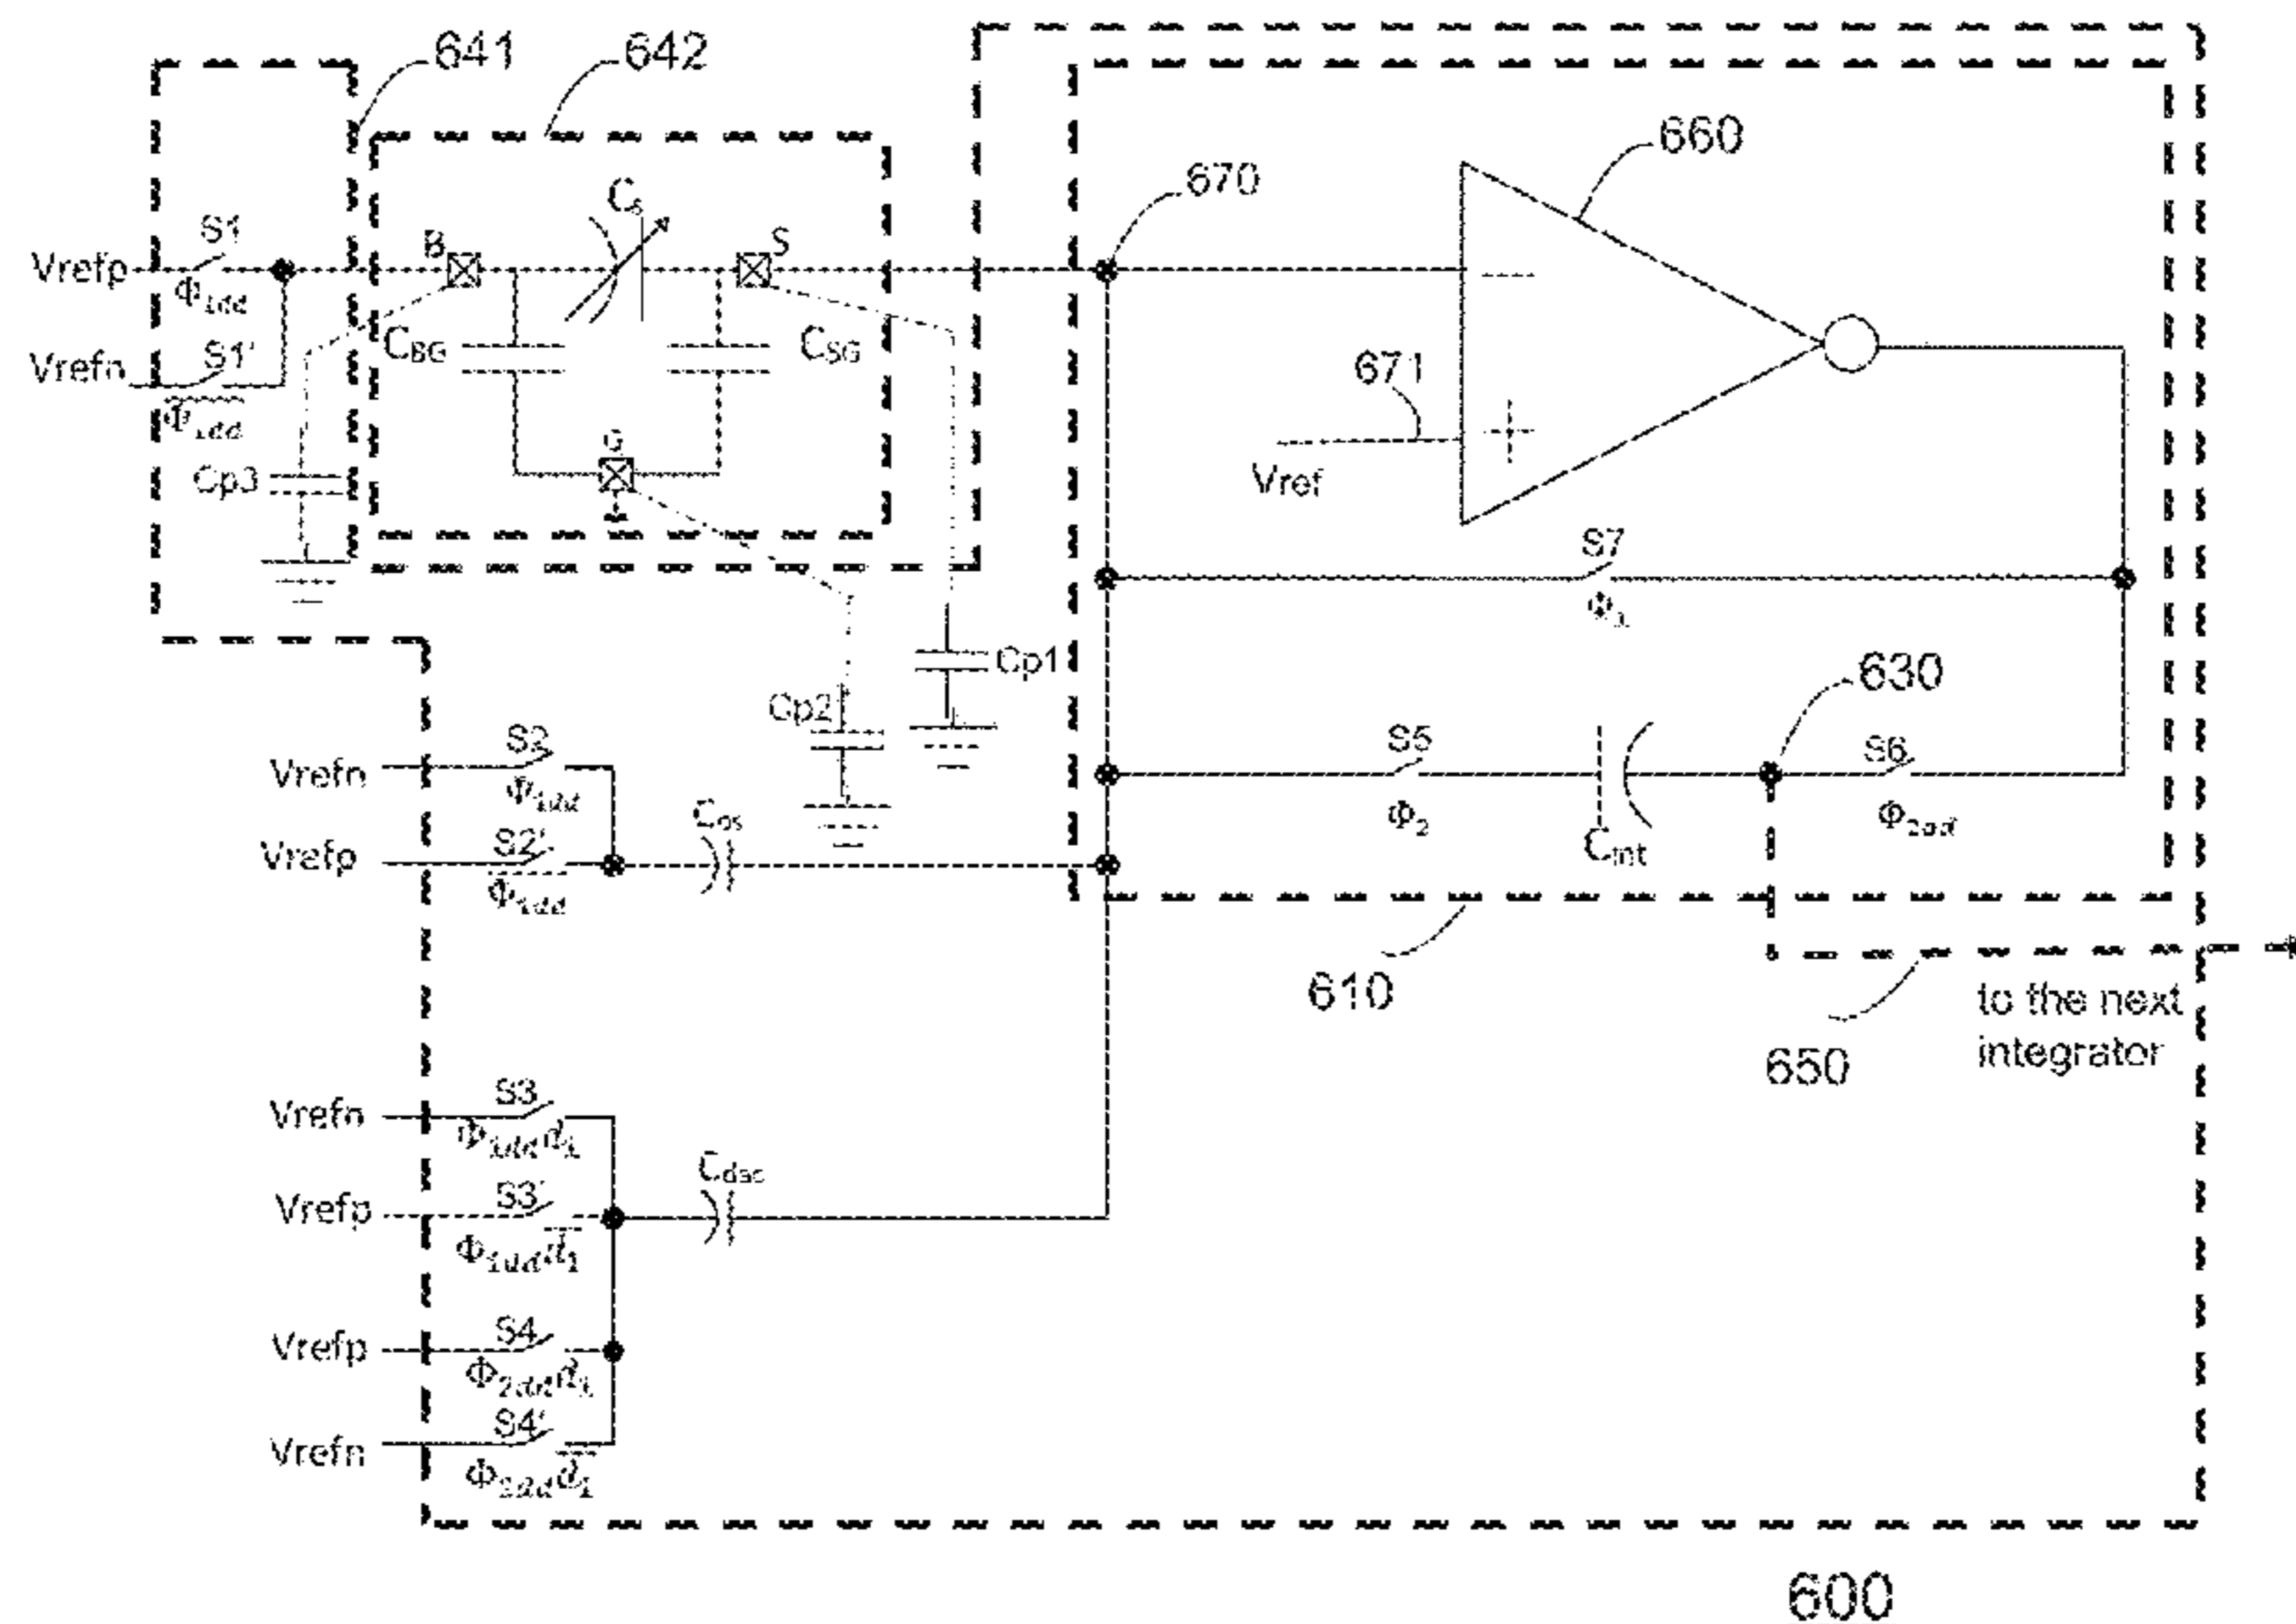 641
642
660
670
S1
Vrefp
Φ1dd
B
Cs
S
Vrefn
S1'
Φ1dd
CBG
CSG
671
G
Vref
Cp3
S7
Cp1
Cp2
630
S2
Vrefn
Φ1dd
S5
S6
Φ2
Cint
S2'
Vrefp
Φ1dd
Cos
610
650
to the next
integrator
S3
Vrefn
Cdac
S3'
Vrefp
S4
Vrefp
Φ2dd
S4'
Vrefn
600